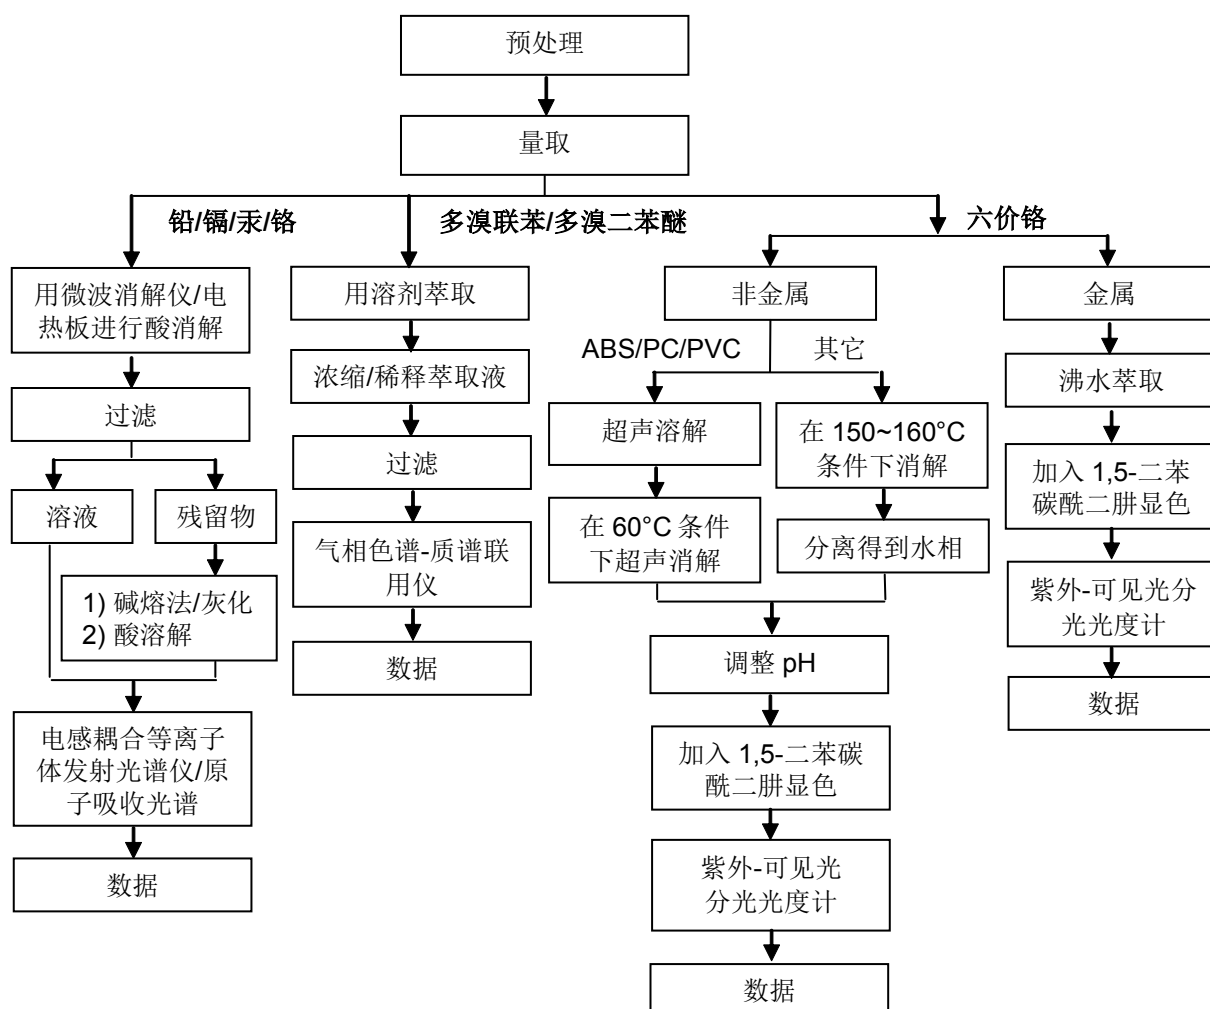 预处理
量取
铅/镉/汞/铬
多溴联苯/多溴二苯醚
六价铬
用微波消解仪/电
热板进行酸消解
过滤
溶液
残留物
1) 碱熔法/灰化
2) 酸溶解
电感耦合等离子
体发射光谱仪/原
子吸收光谱
数据
用溶剂萃取
浓缩/稀释萃取液
过滤
气相色谱-质谱联
用仪
数据
非金属
ABS/PC/PVC
其它
超声溶解
在 60°C 条件
下超声消解
在 150~160°C
条件下消解
分离得到水相
调整 pH
加入 1,5-二苯碳
酰二肼显色
紫外-可见光
分光光度计
数据
金属
沸水萃取
加入 1,5-二苯
碳酰二肼显色
紫外-可见光分
光光度计
数据